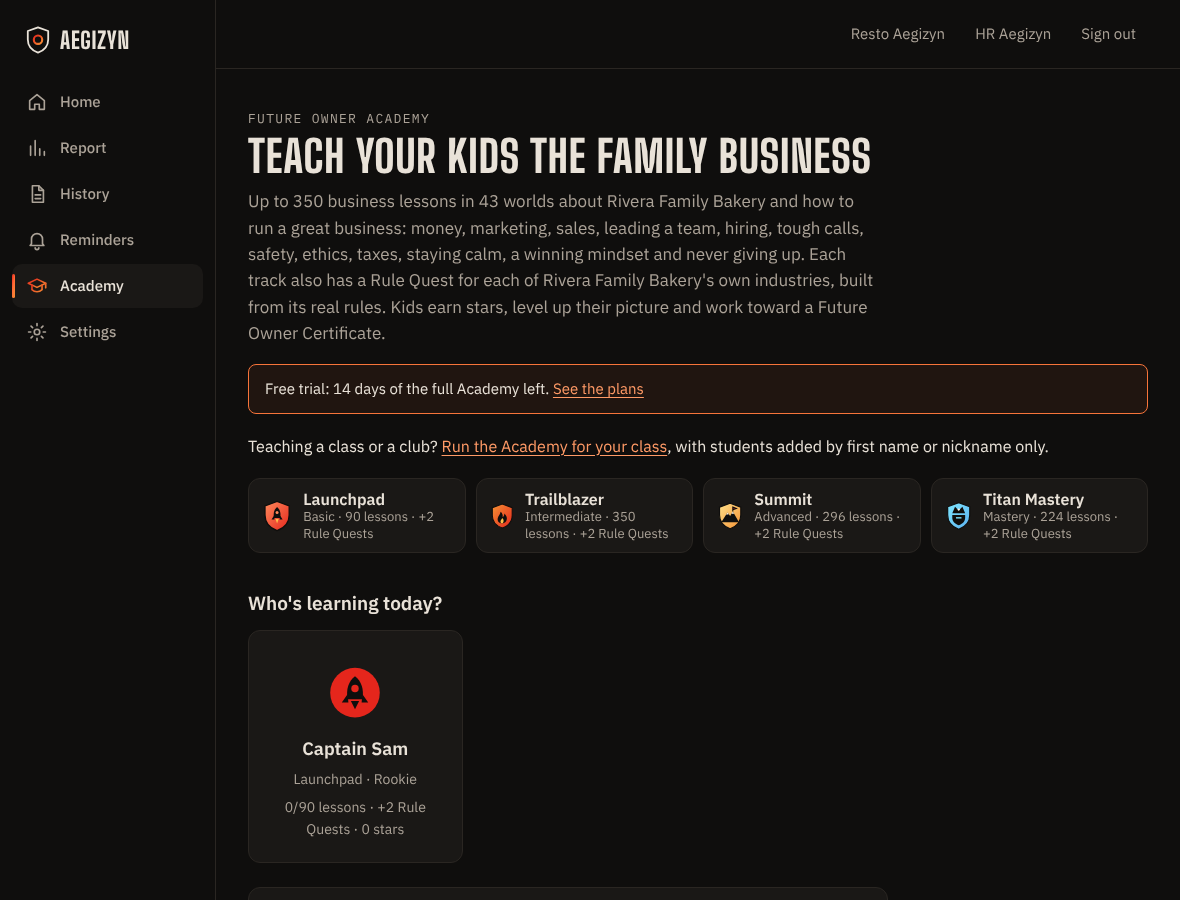 AEGIZYN
Resto Aegizyn
HR Aegizyn
Sign out
Home
Report
History
Reminders
Academy
Settings
FUTURE OWNER ACADEMY
TEACH YOUR KIDS THE FAMILY BUSINESS
Up to 350 business lessons in 43 worlds about Rivera Family Bakery and how to
run a great business: money, marketing, sales, leading a team, hiring, tough calls,
safety, ethics, taxes, staying calm, a winning mindset and never giving up. Each
track also has a Rule Quest for each of Rivera Family Bakery's own industries, built
from its real rules. Kids earn stars, level up their picture and work toward a Future
Owner Certificate.
Free trial: 14 days of the full Academy left. See the plans
Teaching a class or a club? Run the Academy for your class, with students added by first name or nickname only.
Launchpad
Basic · 90 lessons · +2
Rule Quests
Trailblazer
Intermediate · 350
lessons · +2 Rule Quests
Summit
Advanced · 296 lessons ·
+2 Rule Quests
Titan Mastery
Mastery · 224 lessons ·
+2 Rule Quests
Who's learning today?
Captain Sam
Launchpad · Rookie
0/90 lessons · +2 Rule
Quests · 0 stars